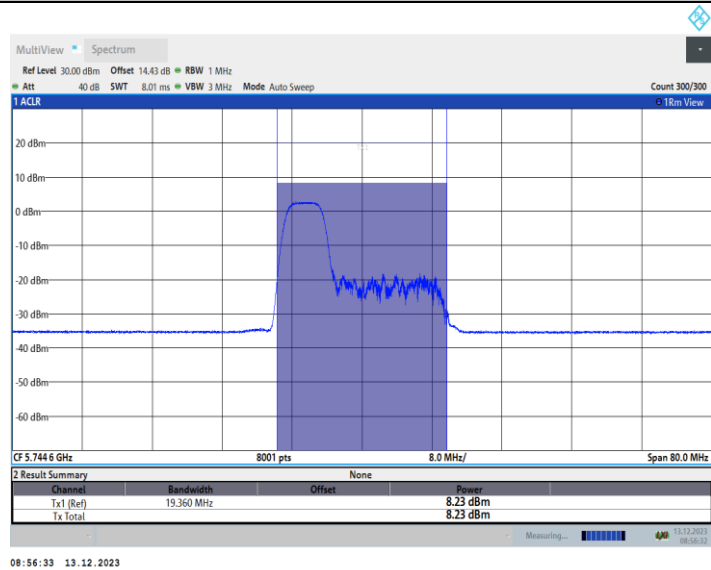 MultiView Spectrum
Ref Level 30.00 dBm Offset 14.43 dB RBW 1 MHz
Att 40 dB SWT 8.01 ms VBW 3 MHz Mode Auto Sweep Count 300/300
1 ACLR 1Rm View
20 dBm
10 dBm
0 dBm
-10 dBm
-20 dBm
-30 dBm
-40 dBm
-50 dBm
-60 dBm
CF 5.744 6 GHz 8001 pts 8.0 MHz/ Span 80.0 MHz
2 Result Summary None
Channel Bandwidth Offset Power
Tx1 (Ref) 19.360 MHz 8.23 dBm
Tx Total 8.23 dBm
Measuring... 13.12.2023
08:56:32
08:56:33 13.12.2023